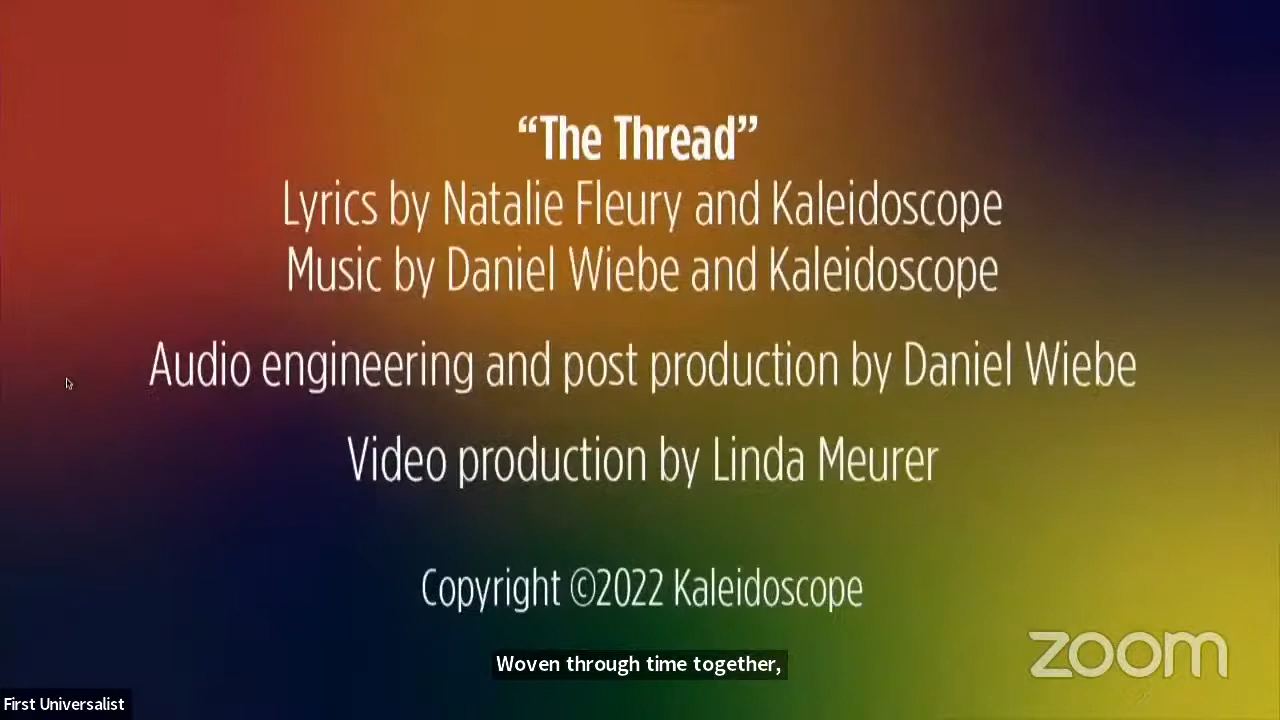 “The Thread”
Lyrics by Natalie Fleury and Kaleidoscope
Music by Daniel Wiebe and Kaleidoscope
Audio engineering and post production by Daniel Wiebe
Video production by Linda Meurer
Copyright ©2022 Kaleidoscope
Woven through time together,
zoom
First Universalist